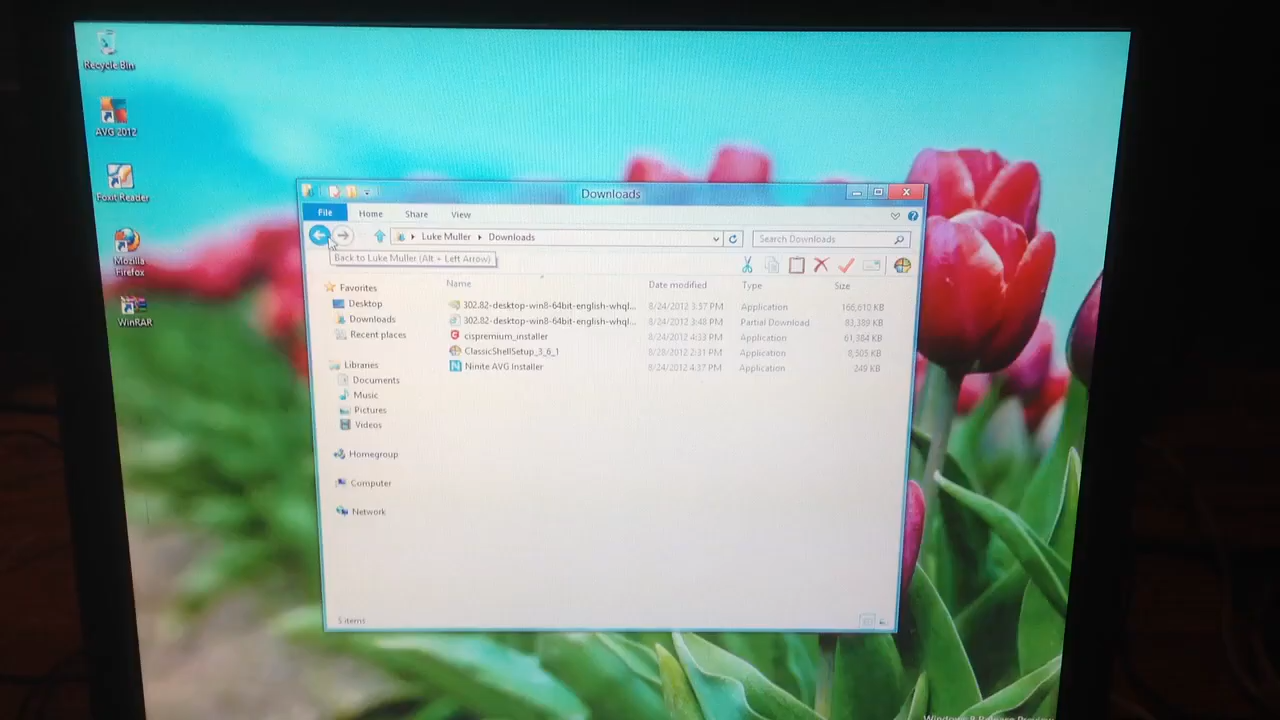 Recycle Bin
AVG 2012
Foxit Reader
Mozilla
Firefox
WinRAR
Downloads
File Home Share View
Luke Muller Downloads
Search Downloads
Back to Luke Muller (Alt + Left Arrow)
Name Date modified Type Size
302.82-desktop-win8-64bit-english-whql... 8/24/2012 3:57 PM Application 166,610 KB
302.82-desktop-win8-64bit-english-whql... 8/24/2012 3:48 PM Partial Download 83,389 KB
cispremium_installer 8/24/2012 4:33 PM Application 61,384 KB
ClassicShellSetup_3_6_1 8/28/2012 2:31 PM Application 8,505 KB
Ninite AVG Installer 8/24/2012 4:37 PM Application 249 KB
Favorites
Desktop
Downloads
Recent places
Libraries
Documents
Music
Pictures
Videos
Homegroup
Computer
Network
5 items
Windows 8 Release Preview